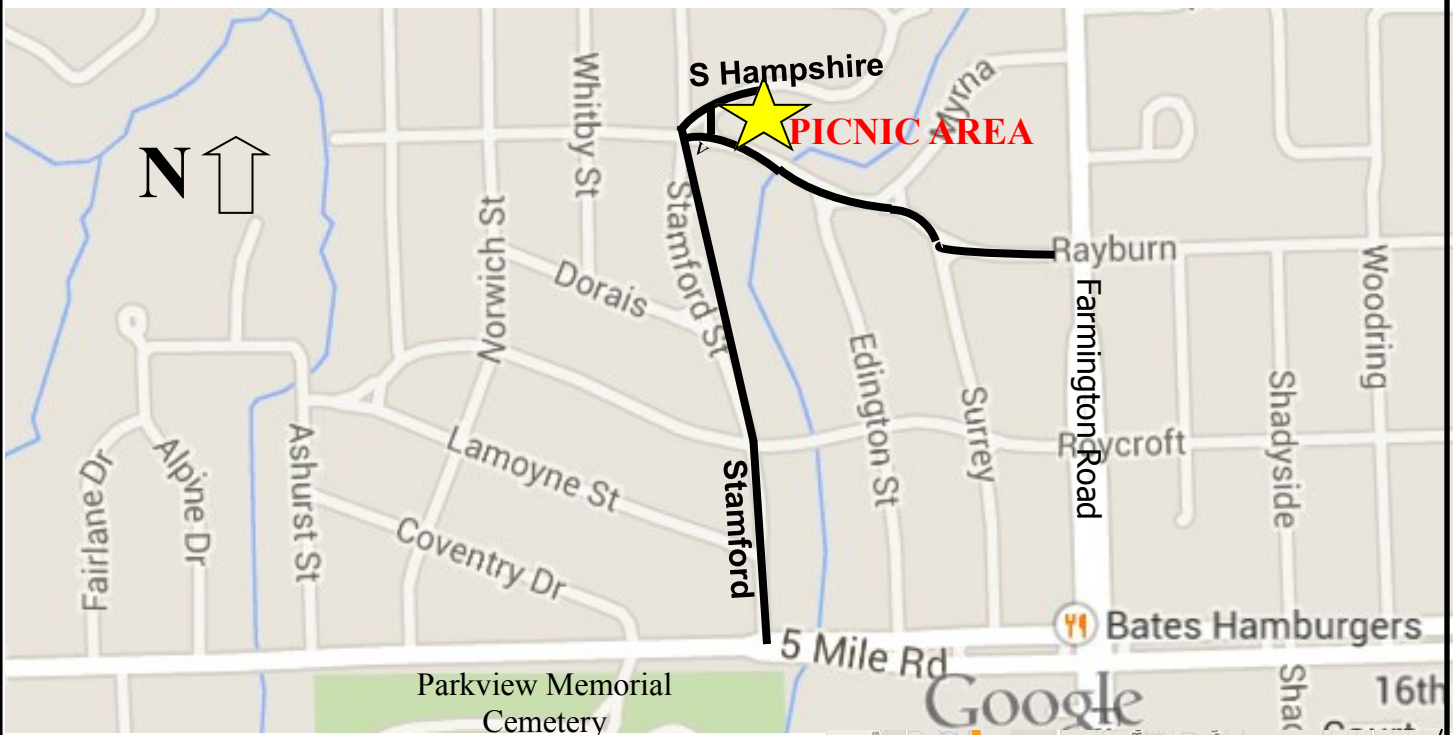 S Hampshire
Whitby St
Myrna
PICNIC AREA
N
Norwich St
Stamford St
Rayburn
Dorais
Farmington Road
Woodring
Edington St
Surrey
Shadyside
Roycroft
Fairlane Dr
Alpine Dr
Ashurst St
Lamoyne St
Stamford
Coventry Dr
Bates Hamburgers
5 Mile Rd
Parkview Memorial
Cemetery
Google
Shad
16th